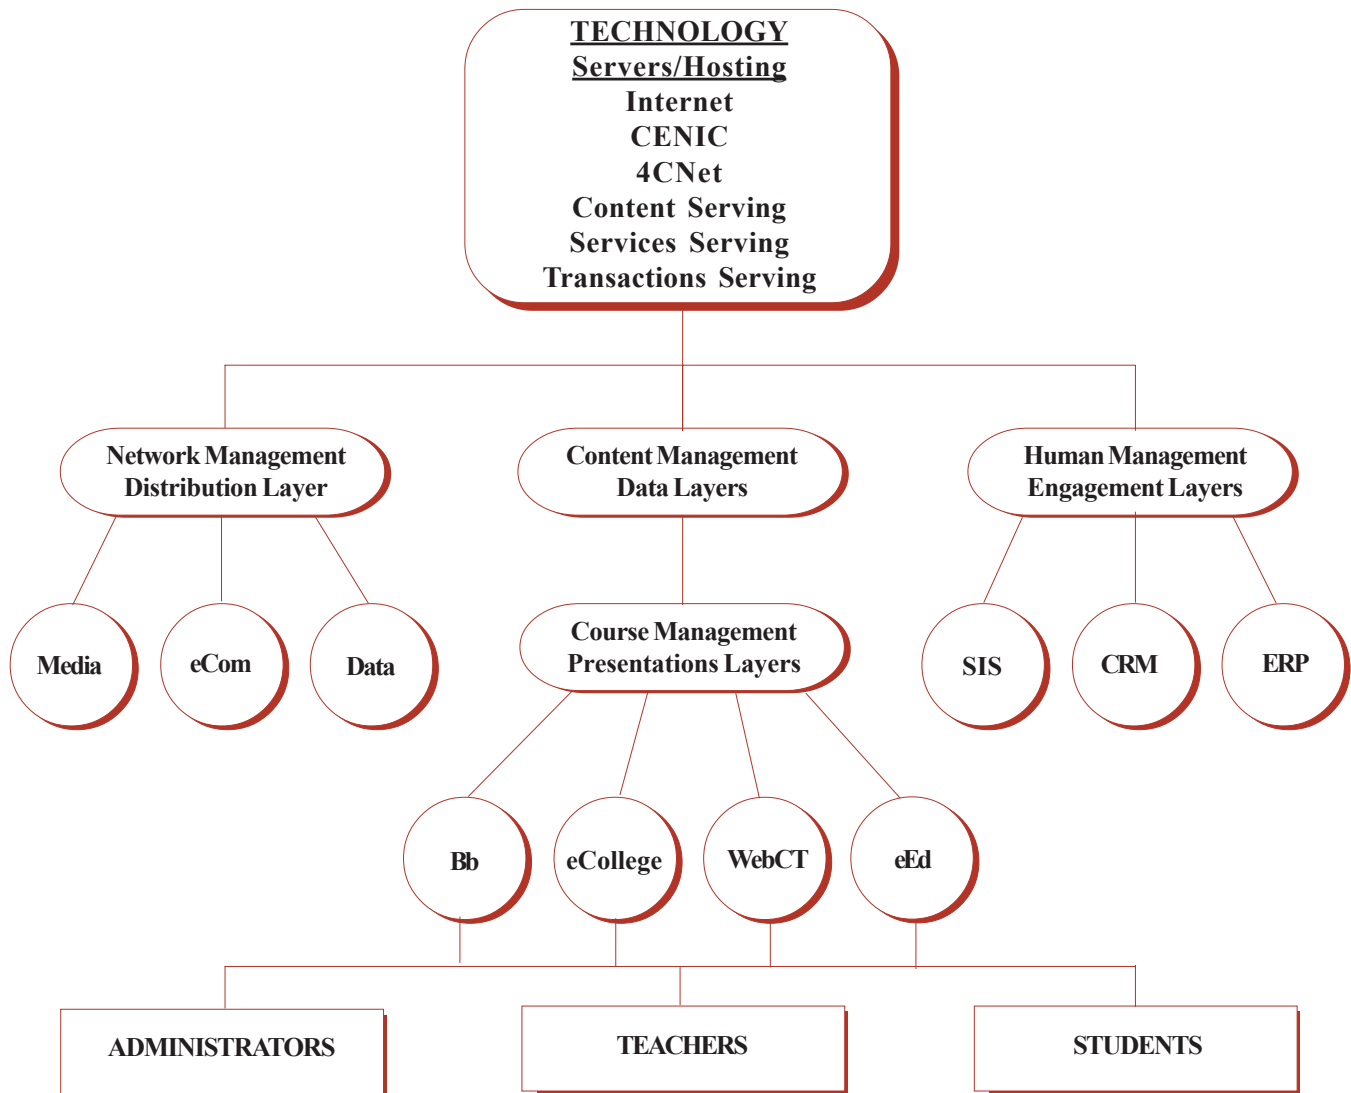 TECHNOLOGY
Servers/Hosting
Internet
CENIC
4CNet
Content Serving
Services Serving
Transactions Serving
Network Management
Distribution Layer
Content Management
Data Layers
Human Management
Engagement Layers
Media
eCom
Data
Course Management
Presentations Layers
SIS
CRM
ERP
Bb
eCollege
WebCT
eEd
ADMINISTRATORS
TEACHERS
STUDENTS